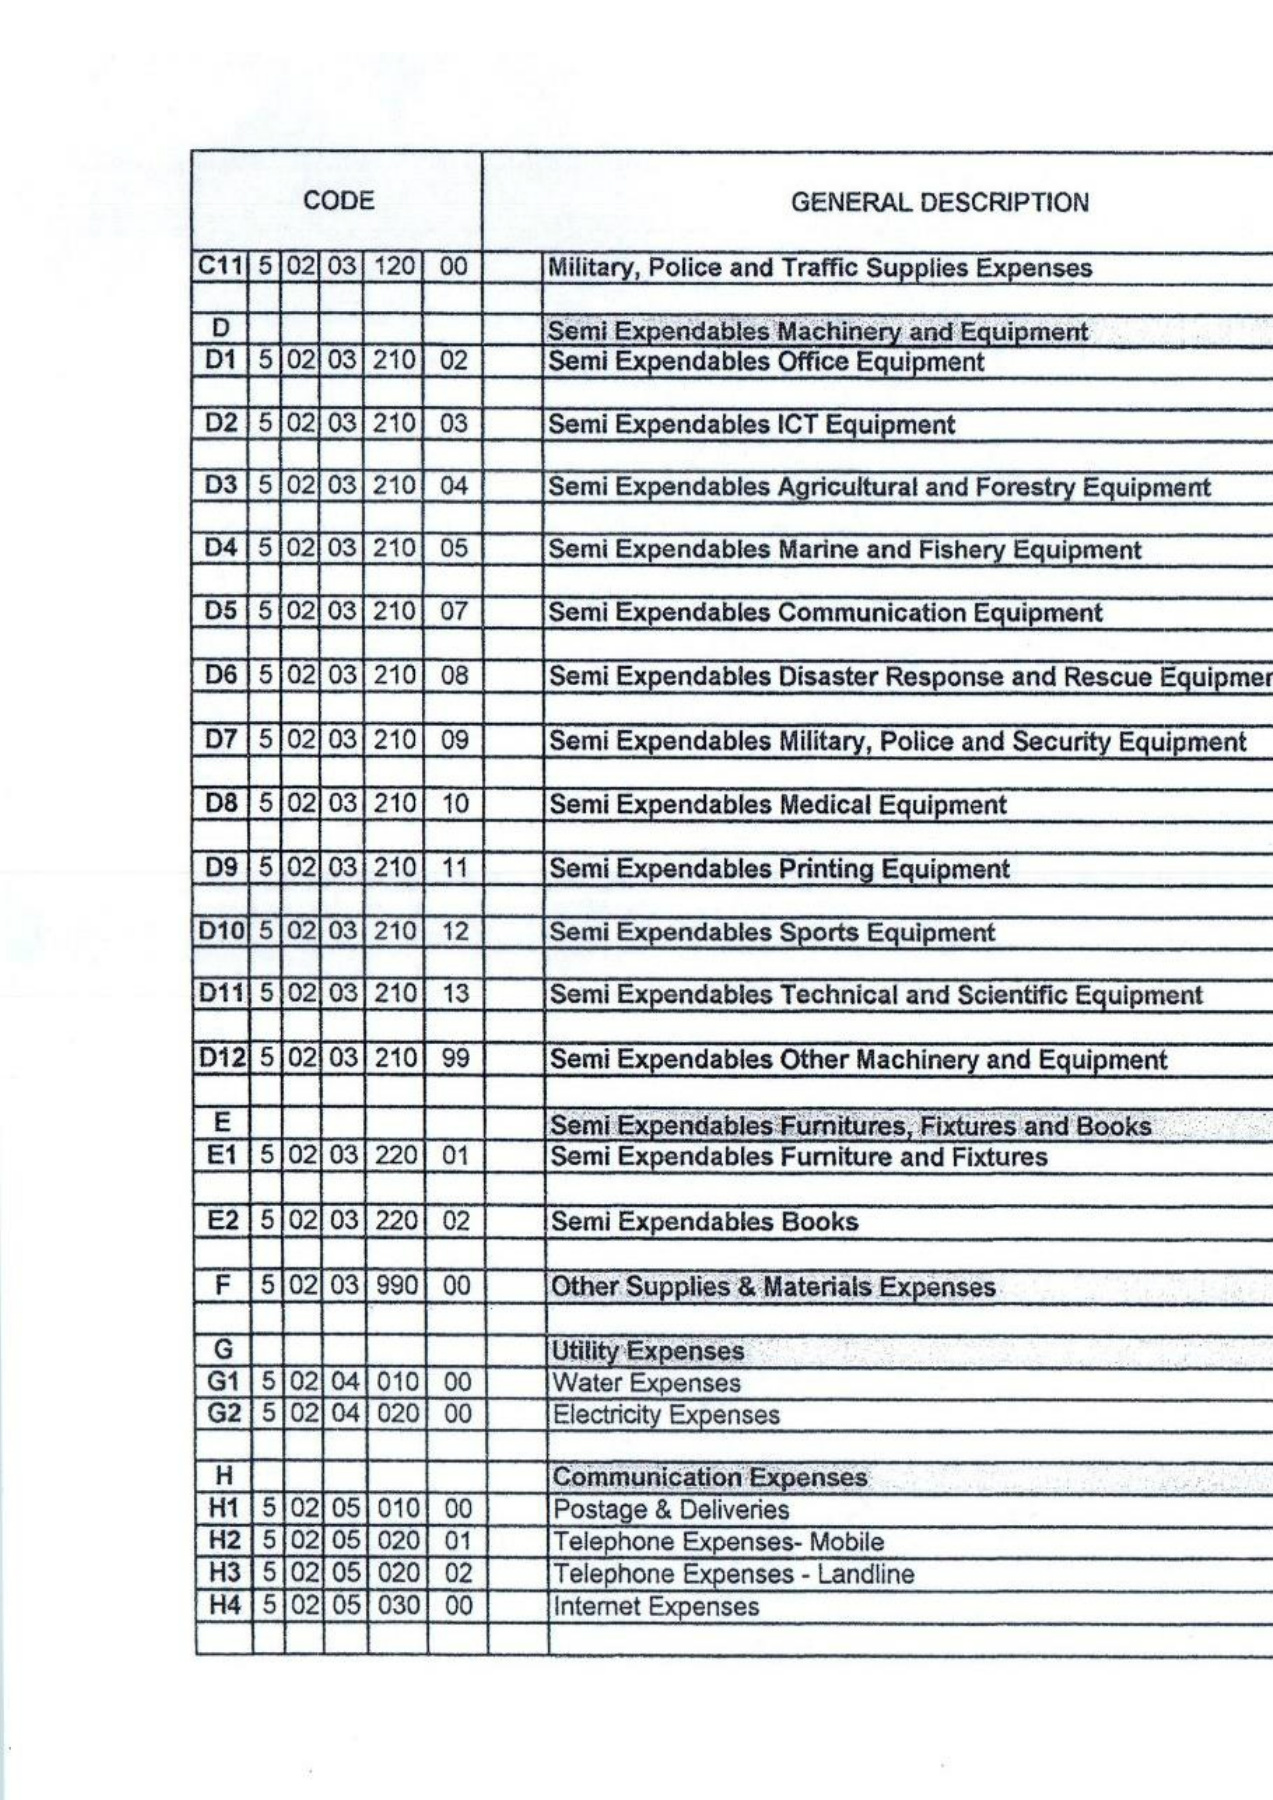 CODE GENERAL DESCRIPTION
C11 5 02 03 120 00 Military, Police and Traffic Supplies Expenses
D Semi Expendables Machinery and Equipment
D1 5 02 03 210 02 Semi Expendables Office Equipment
D2 5 02 03 210 03 Semi Expendables ICT Equipment
D3 5 02 03 210 04 Semi Expendables Agricultural and Forestry Equipment
D4 5 02 03 210 05 Semi Expendables Marine and Fishery Equipment
D5 5 02 03 210 07 Semi Expendables Communication Equipment
D6 5 02 03 210 08 Semi Expendables Disaster Response and Rescue Equipmer
D7 5 02 03 210 09 Semi Expendables Military, Police and Security Equipment
D8 5 02 03 210 10 Semi Expendables Medical Equipment
D9 5 02 03 210 11 Semi Expendables Printing Equipment
D10 5 02 03 210 12 Semi Expendables Sports Equipment
D11 5 02 03 210 13 Semi Expendables Technical and Scientific Equipment
D12 5 02 03 210 99 Semi Expendables Other Machinery and Equipment
E Semi Expendables Furnitures, Fixtures and Books
E1 5 02 03 220 01 Semi Expendables Furniture and Fixtures
E2 5 02 03 220 02 Semi Expendables Books
F 5 02 03 990 00 Other Supplies & Materials Expenses
G Utility Expenses
G1 5 02 04 010 00 Water Expenses
G2 5 02 04 020 00 Electricity Expenses
H Communication Expenses
H1 5 02 05 010 00 Postage & Deliveries
H2 5 02 05 020 01 Telephone Expenses- Mobile
H3 5 02 05 020 02 Telephone Expenses - Landline
H4 5 02 05 030 00 Internet Expenses